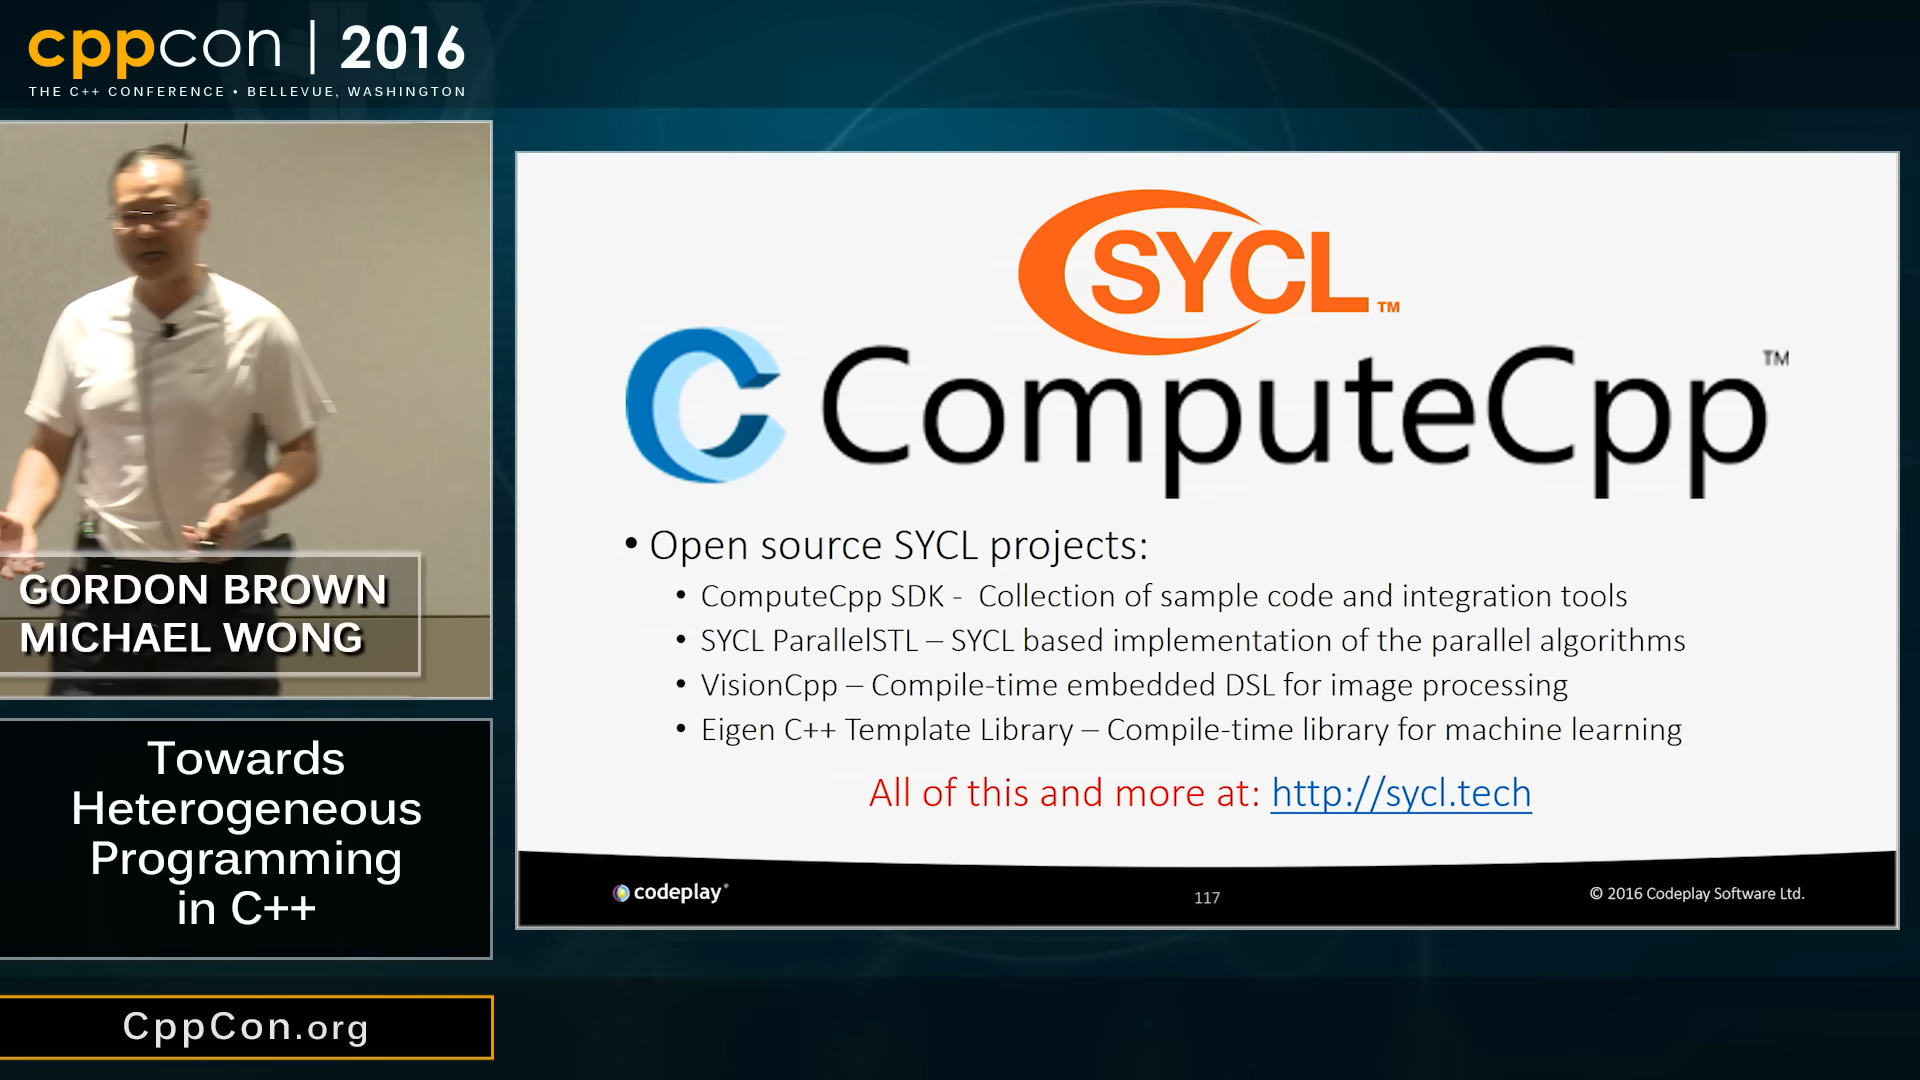 cppcon | 2016
THE C++ CONFERENCE • BELLEVUE, WASHINGTON
GORDON BROWN
MICHAEL WONG
Towards
Heterogeneous
Programming
in C++
CppCon.org
SYCL™
C ComputeCpp™
• Open source SYCL projects:
• ComputeCpp SDK - Collection of sample code and integration tools
• SYCL ParallelSTL – SYCL based implementation of the parallel algorithms
• VisionCpp – Compile-time embedded DSL for image processing
• Eigen C++ Template Library – Compile-time library for machine learning
All of this and more at: http://sycl.tech
codeplay®
117
© 2016 Codeplay Software Ltd.